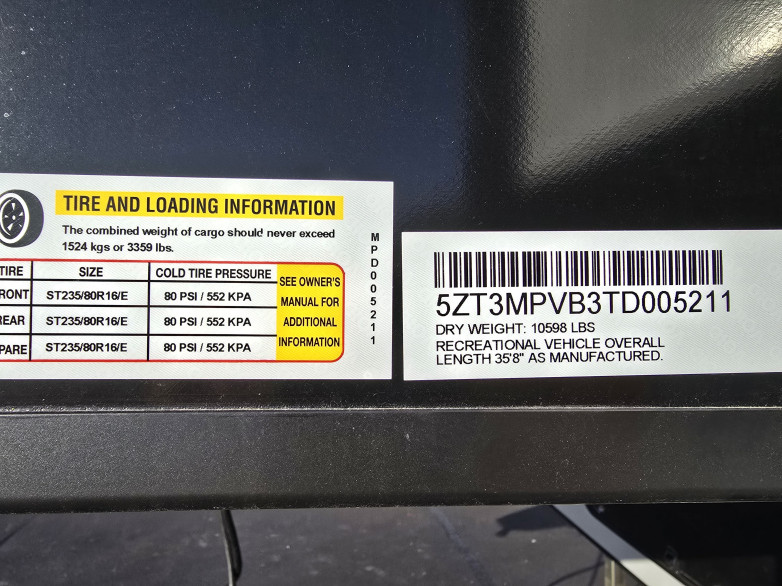 TIRE AND LOADING INFORMATION
The combined weight of cargo should never exceed
1524 kgs or 3359 lbs.
TIRE SIZE COLD TIRE PRESSURE
RONT ST235/80R16/E 80 PSI / 552 KPA
REAR ST235/80R16/E 80 PSI / 552 KPA
PARE ST235/80R16/E 80 PSI / 552 KPA
SEE OWNER'S
MANUAL FOR
ADDITIONAL
INFORMATION
MPD005211
5ZT3MPVB3TD005211
DRY WEIGHT: 10598 LBS
RECREATIONAL VEHICLE OVERALL
LENGTH 35'8" AS MANUFACTURED.